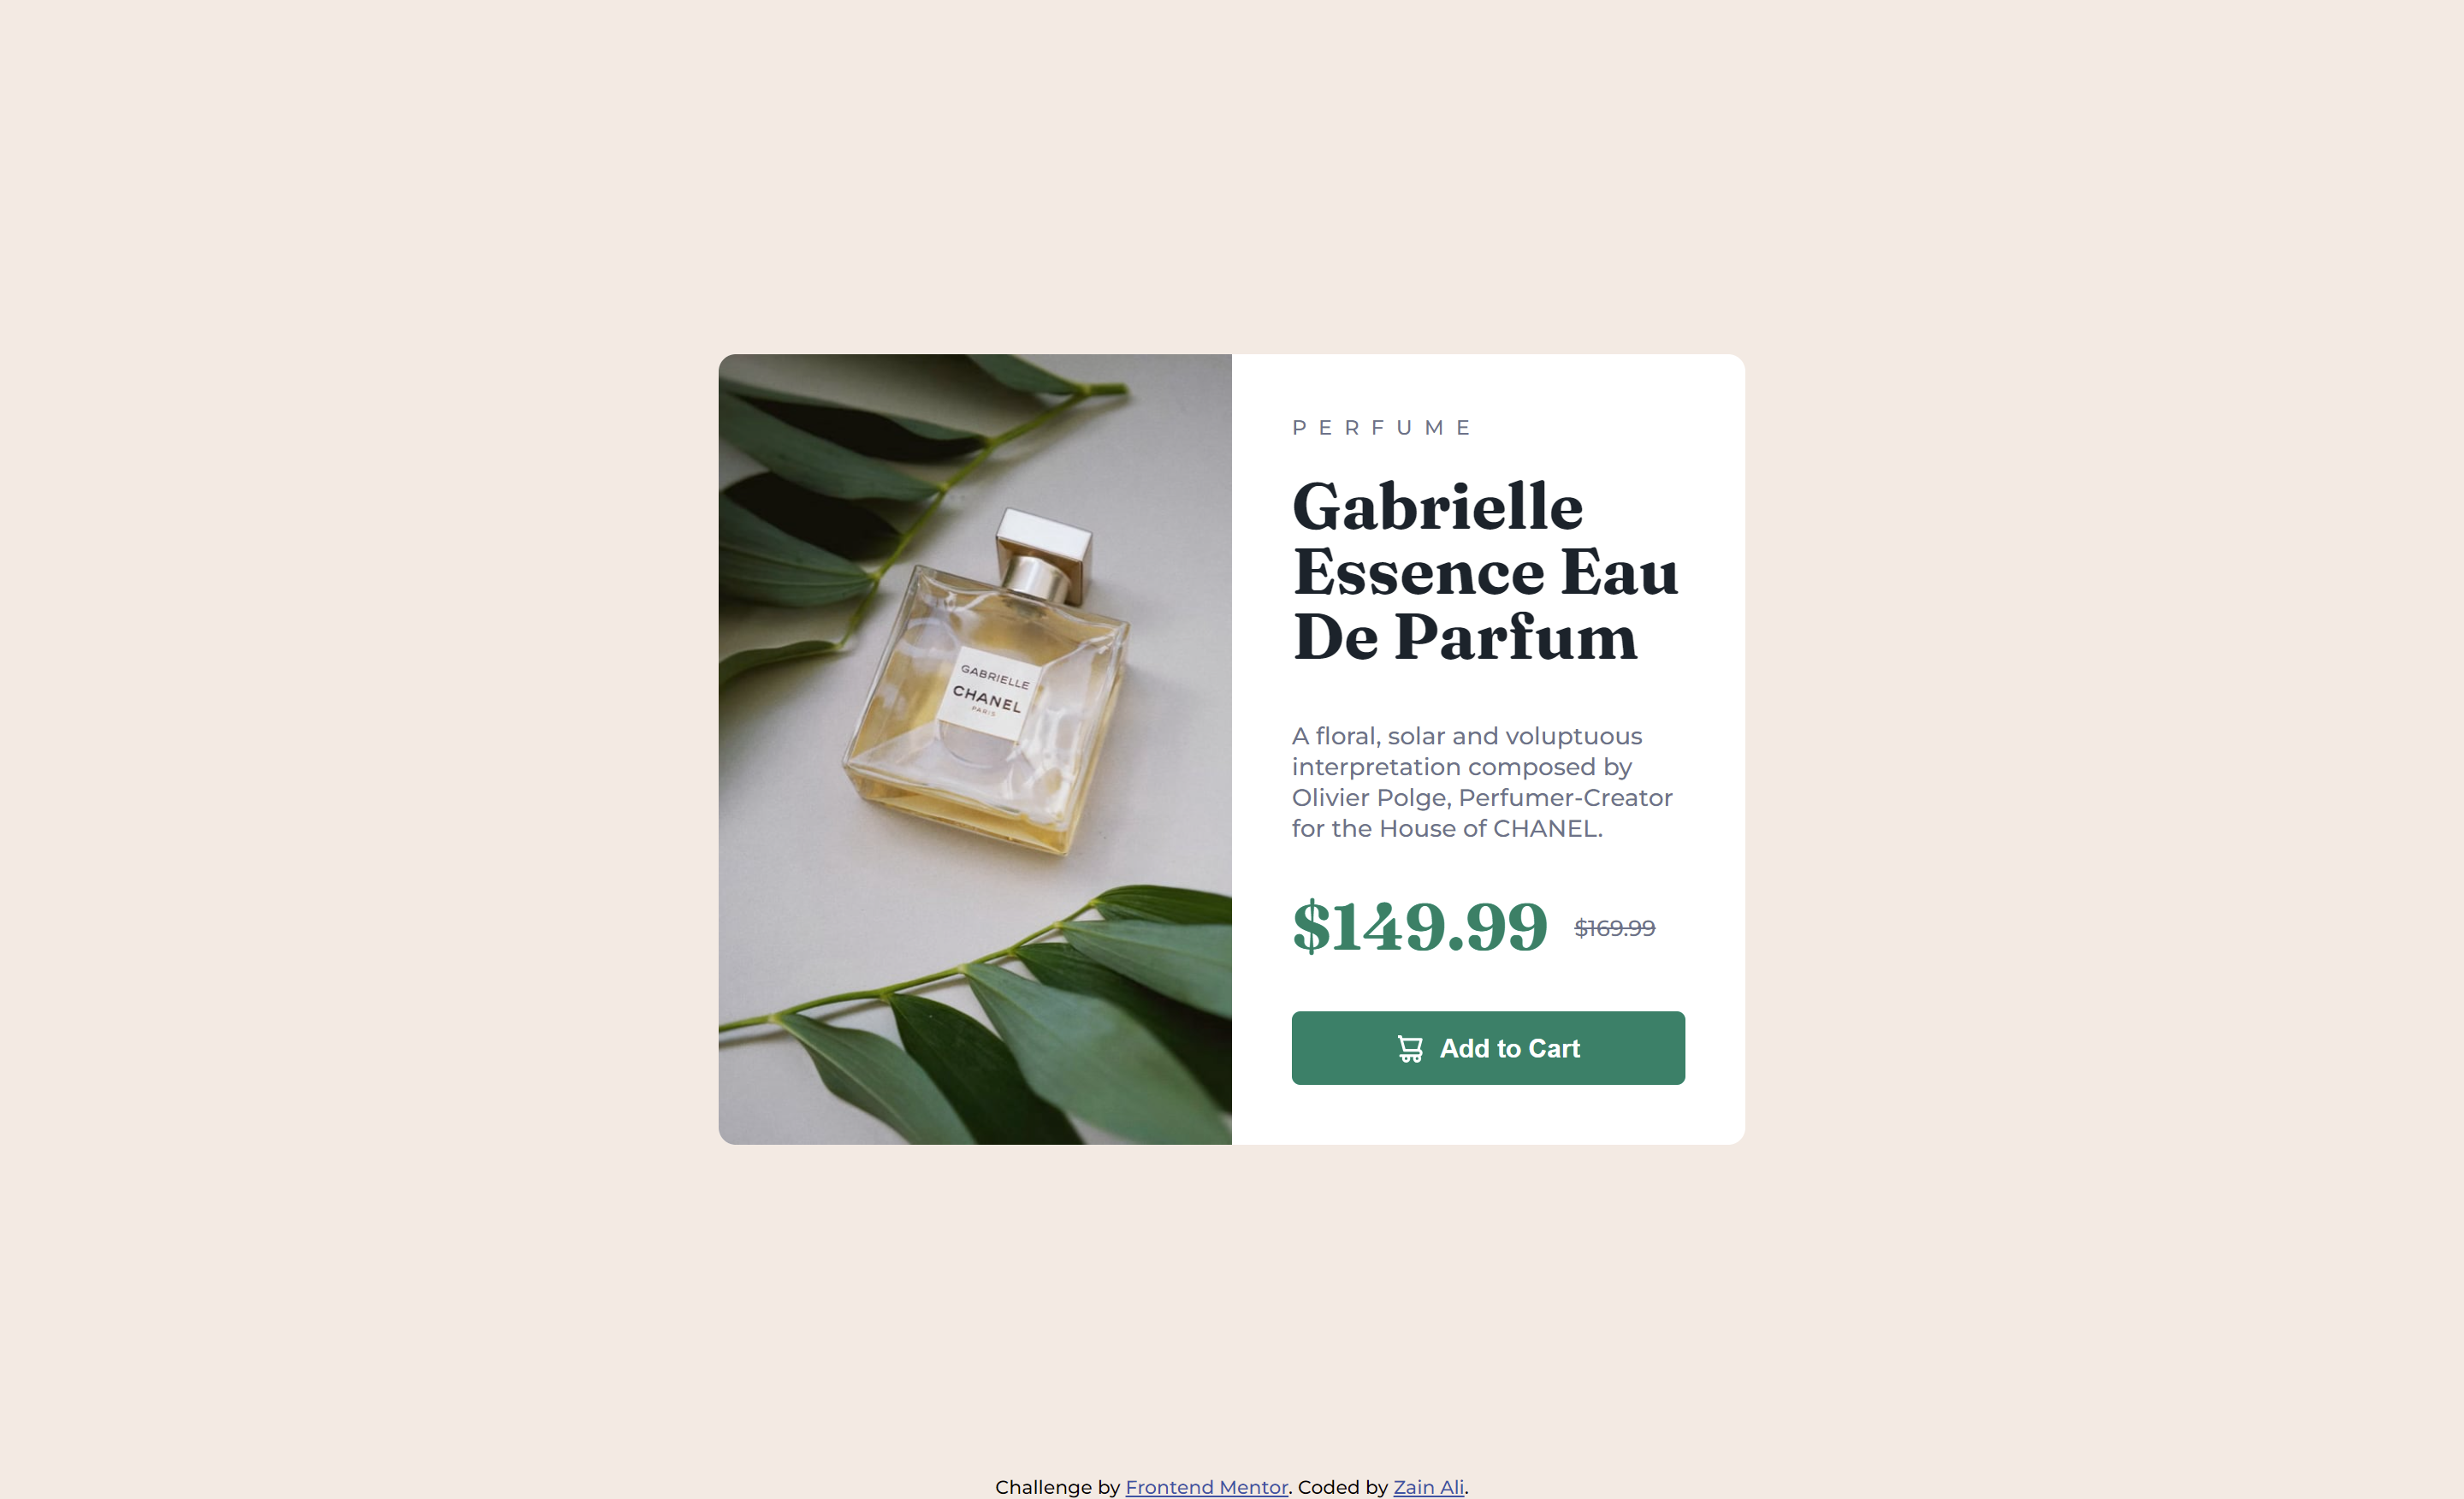 GABRIELLE
CHANEL
PARIS
PERFUME
Gabrielle
Essence Eau
De Parfum
A floral, solar and voluptuous
interpretation composed by
Olivier Polge, Perfumer-Creator
for the House of CHANEL.
$149.99 $169.99
Add to Cart
Challenge by Frontend Mentor. Coded by Zain Ali.